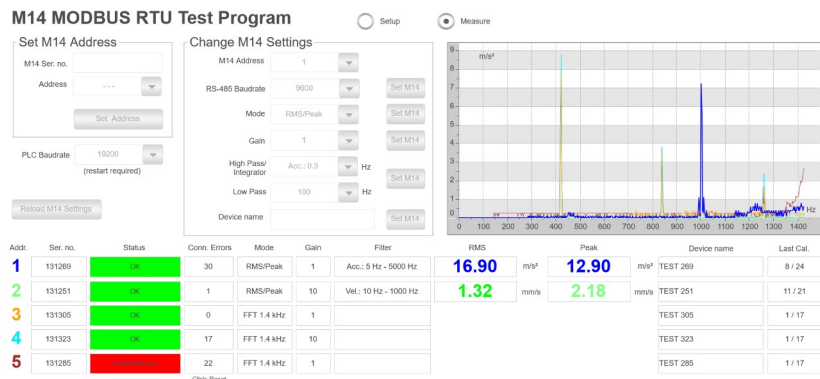 M14 MODBUS RTU Test Program
Setup
Measure
Set M14 Address
M14 Ser. no.
Address
- - -
Set Address
PLC Baudrate
19200
(restart required)
Reload M14 Settings
Change M14 Settings
M14 Address
1
RS-485 Baudrate
9600
Set M14
Mode
RMS/Peak
Set M14
Gain
1
Set M14
High Pass/
Integrator
Acc.: 0.3
Hz
Set M14
Low Pass
100
Hz
Device name
Set M14
m/s²
9
8
7
6
5
4
3
2
1
0
Hz
0 100 200 300 400 500 600 700 800 900 1000 1100 1200 1300 1400
Addr. Ser. no. Status Conn. Errors Mode Gain Filter RMS Peak Device name Last Cal.
1 131269 OK 30 RMS/Peak 1 Acc.: 5 Hz - 5000 Hz 16.90 m/s² 12.90 m/s² TEST 269 8 / 24
2 131251 OK 1 RMS/Peak 10 Vel.: 10 Hz - 1000 Hz 1.32 mm/s 2.18 mm/s TEST 251 11 / 21
3 131305 OK 0 FFT 1.4 kHz 1 TEST 305 1 / 17
4 131323 OK 17 FFT 1.4 kHz 10 TEST 323 1 / 17
5 131285 22 FFT 1.4 kHz 1 TEST 285 1 / 17